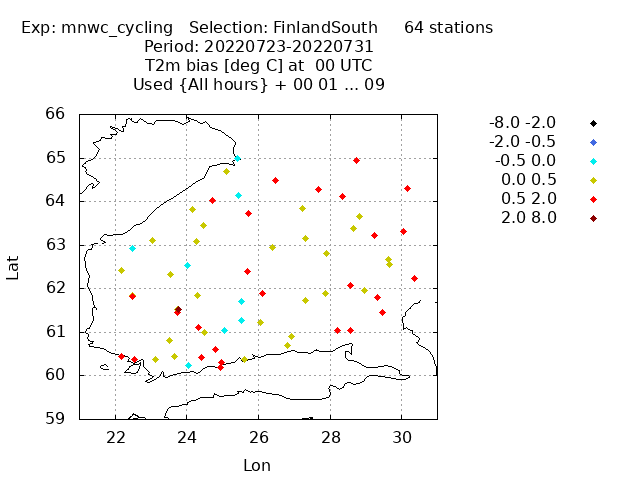 Exp: mnwc_cycling   Selection: FinlandSouth     64 stations
Period: 20220723-20220731
T2m bias [deg C] at  00 UTC
Used {All hours} + 00 01 ... 09
66
65
64
63
62
61
60
59
Lat
22 24 26 28 30
Lon
-8.0 -2.0
-2.0 -0.5
-0.5 0.0
0.0 0.5
0.5 2.0
2.0 8.0